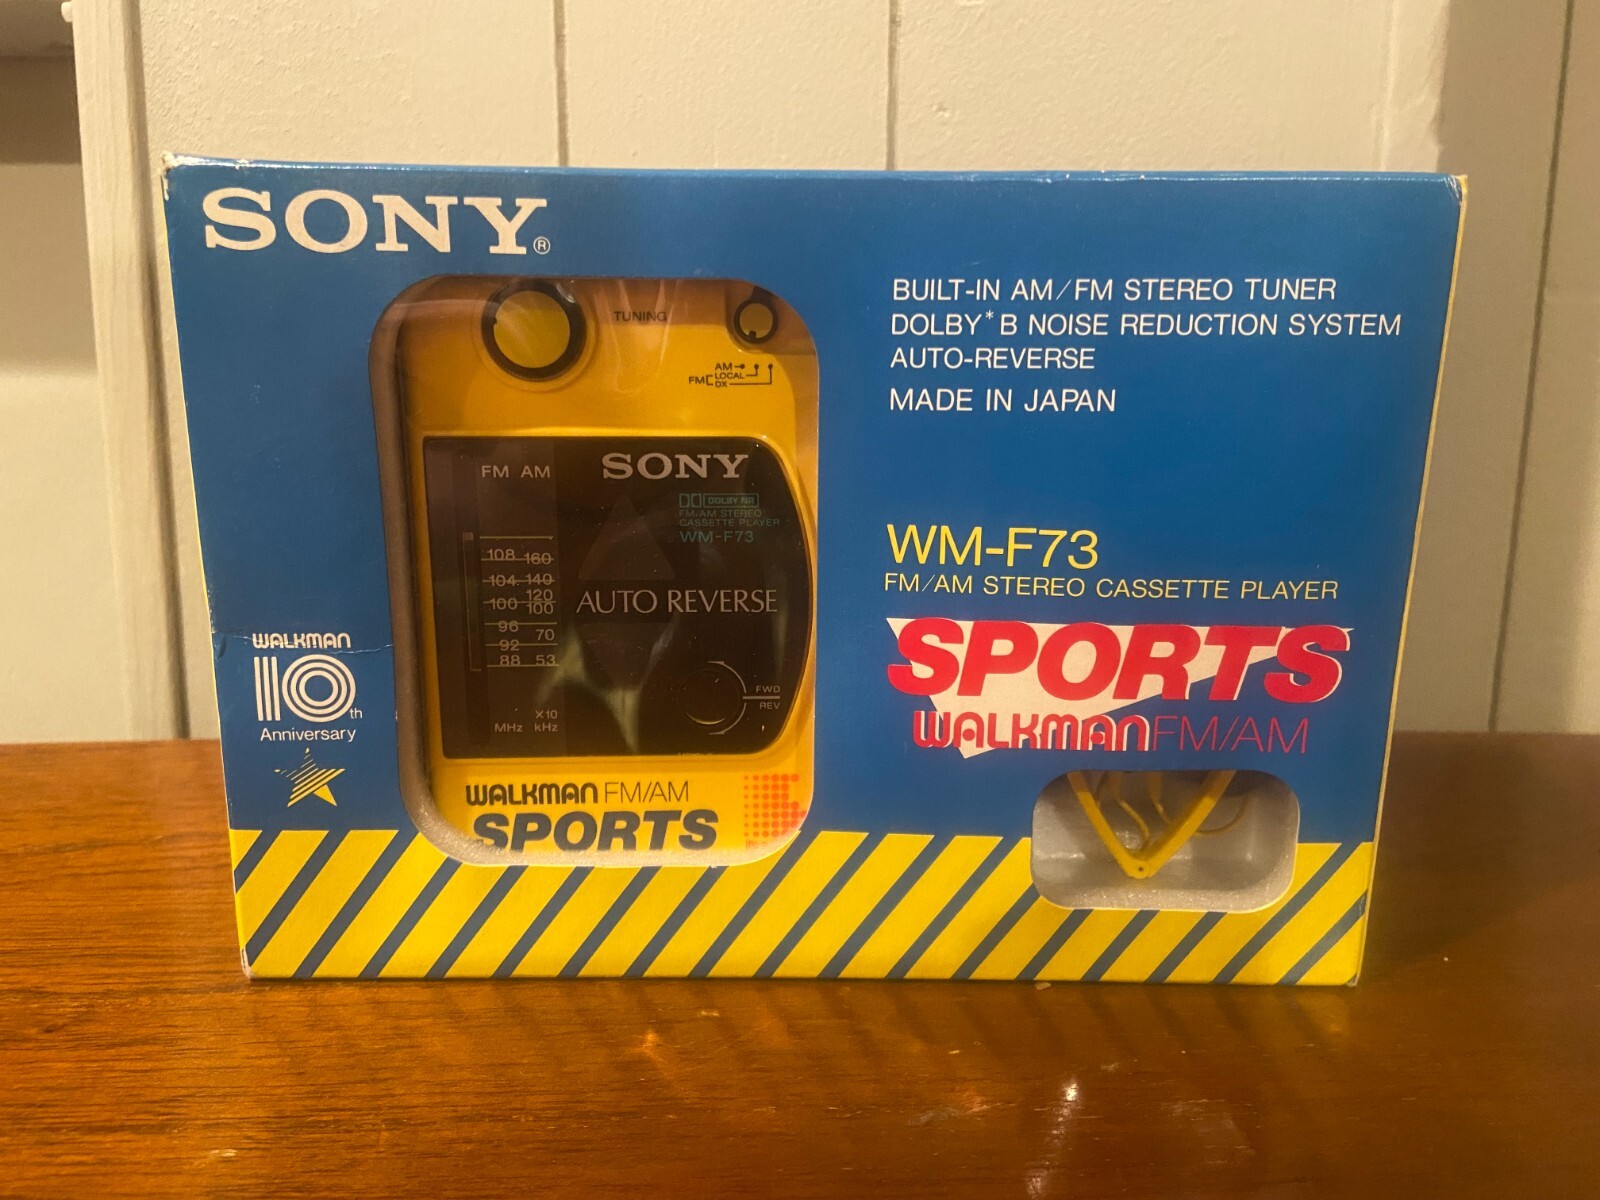 SONY®
BUILT-IN AM/FM STEREO TUNER
DOLBY* B NOISE REDUCTION SYSTEM
AUTO-REVERSE
MADE IN JAPAN
TUNING
AM
LOCAL
FM
DX
FM AM
SONY
DOLBY NR
FM/AM STEREO
CASSETTE PLAYER
WM-F73
108 160
104 140
120
100 100
96
70
92
88 53
AUTO REVERSE
FWD
REV
X10
MHz kHz
WALKMAN FM/AM
SPORTS
WALKMAN
10th
Anniversary
WM-F73
FM/AM STEREO CASSETTE PLAYER
SPORTS
WALKMAN FM/AM